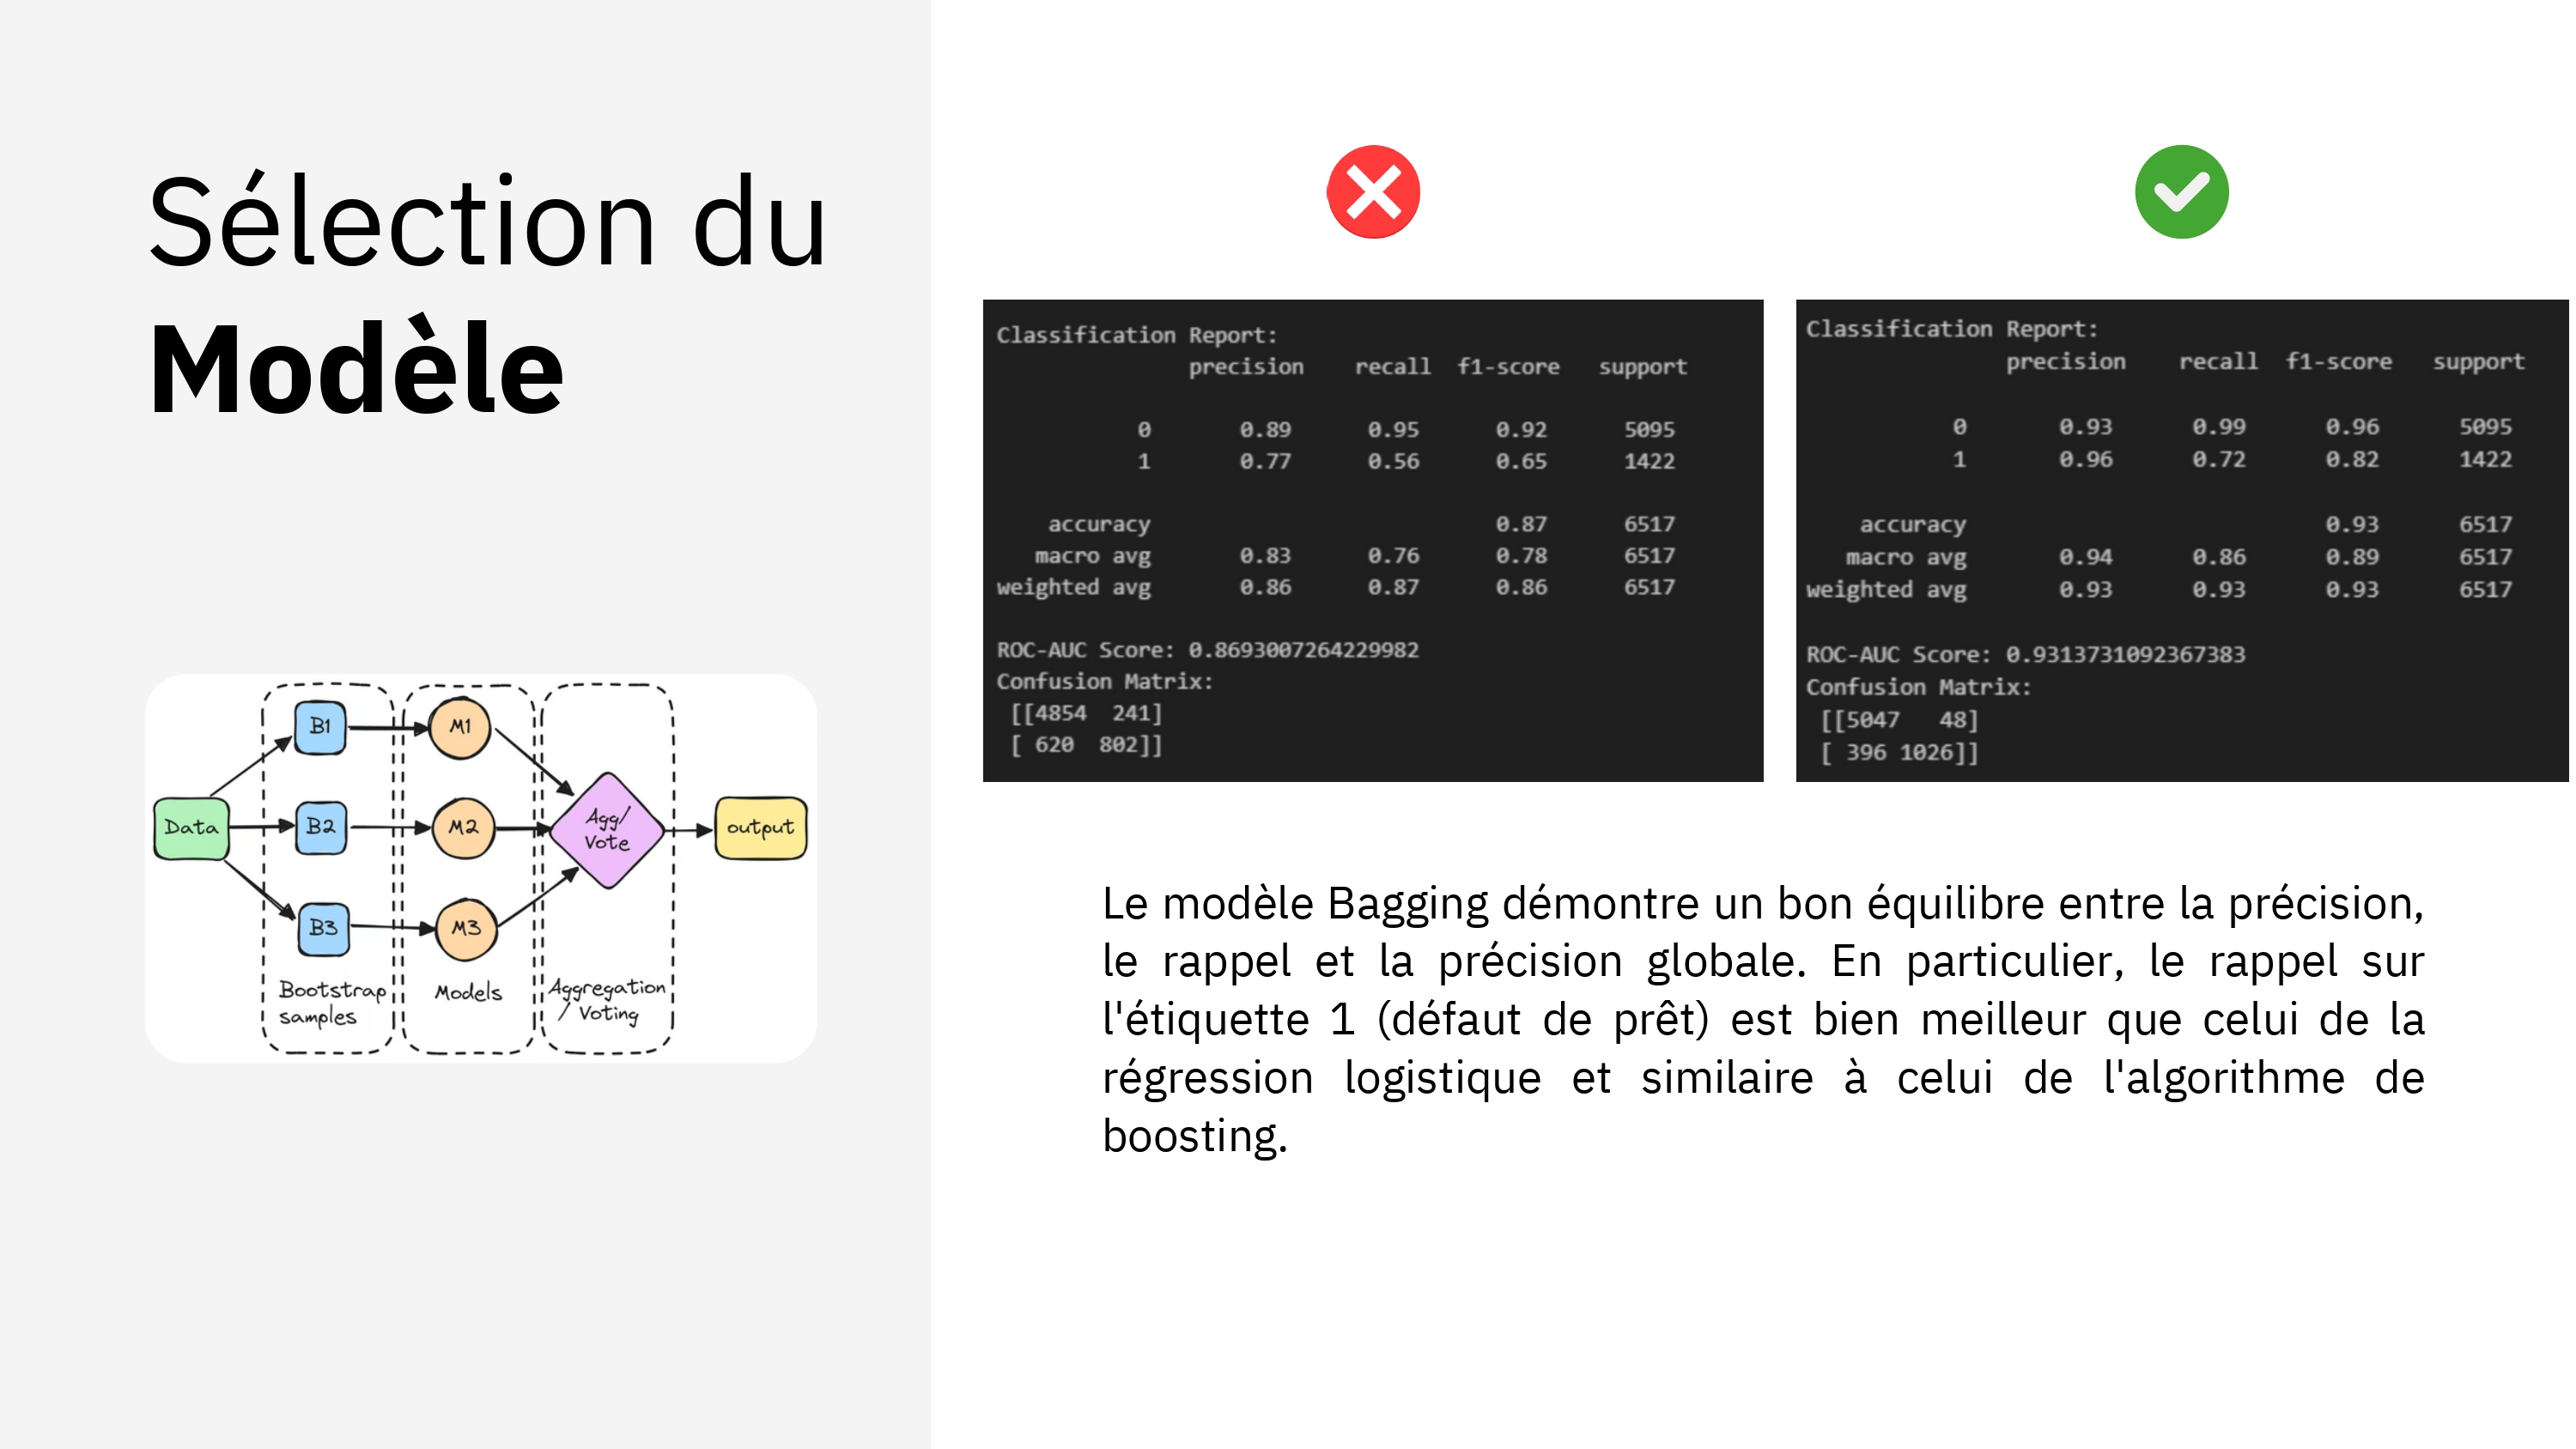 Sélection du
Modèle
Data
B1
B2
B3
Bootstrap
samples
M1
M2
M3
Models
Agg/
Vote
Aggregation
/ Voting
output
Classification Report:
precision recall f1-score support
0 0.89 0.95 0.92 5095
1 0.77 0.56 0.65 1422
accuracy 0.87 6517
macro avg 0.83 0.76 0.78 6517
weighted avg 0.86 0.87 0.86 6517
ROC-AUC Score: 0.8693007264229982
Confusion Matrix:
[[4854 241]
[ 620 802]]
Classification Report:
precision recall f1-score support
0 0.93 0.99 0.96 5095
1 0.96 0.72 0.82 1422
accuracy 0.93 6517
macro avg 0.94 0.86 0.89 6517
weighted avg 0.93 0.93 0.93 6517
ROC-AUC Score: 0.9313731092367383
Confusion Matrix:
[[5047 48]
[ 396 1026]]
Le modèle Bagging démontre un bon équilibre entre la précision,
le rappel et la précision globale. En particulier, le rappel sur
l'étiquette 1 (défaut de prêt) est bien meilleur que celui de la
régression logistique et similaire à celui de l'algorithme de
boosting.